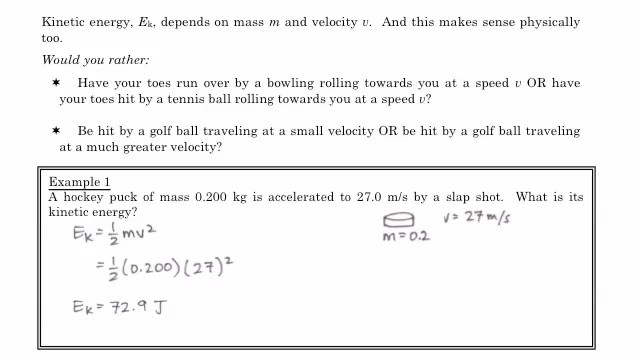 Kinetic energy, Eₖ, depends on mass m and velocity v. And this makes sense physically
too.
Would you rather:
✶ Have your toes run over by a bowling rolling towards you at a speed v OR have
your toes hit by a tennis ball rolling towards you at a speed v?
✶ Be hit by a golf ball traveling at a small velocity OR be hit by a golf ball traveling
at a much greater velocity?
Example 1
A hockey puck of mass 0.200 kg is accelerated to 27.0 m/s by a slap shot. What is its
kinetic energy?
Eₖ = 1/2 mv²
v = 27 m/s
m = 0.2
= 1/2 (0.200)(27)²
Eₖ = 72.9 J